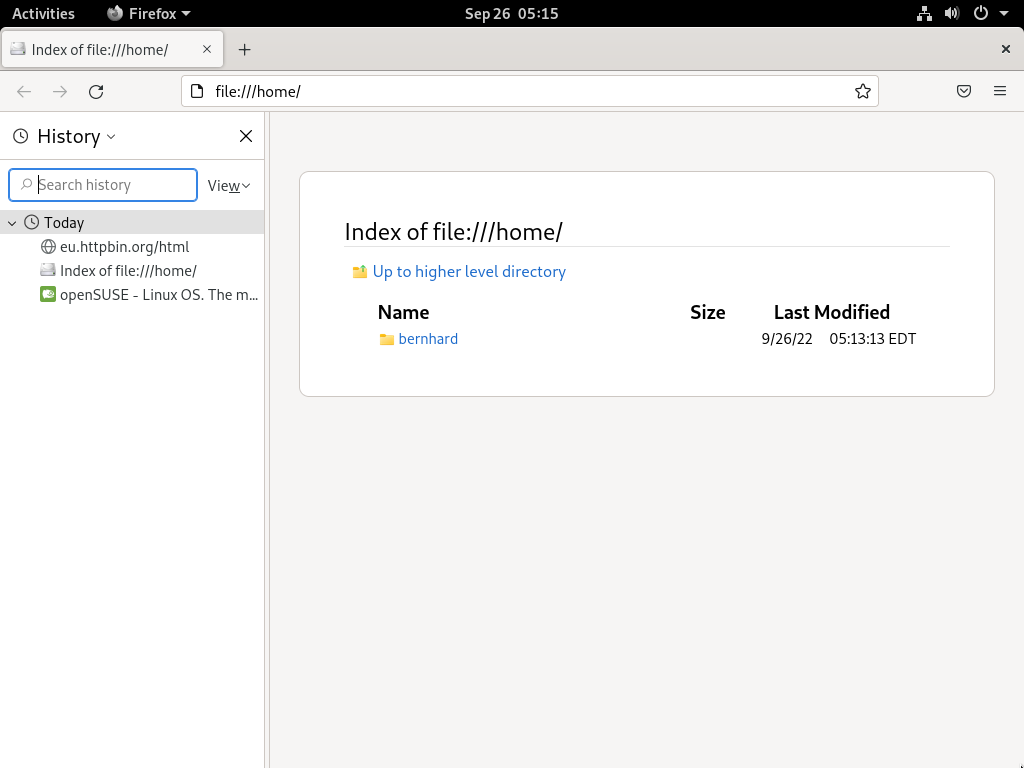 Activities Firefox Sep 26 05:15
Index of file:///home/
file:///home/
History
Search history View
Today
eu.httpbin.org/html
Index of file:///home/
openSUSE - Linux OS. The m...
Index of file:///home/
Up to higher level directory
Name Size Last Modified
bernhard 9/26/22 05:13:13 EDT